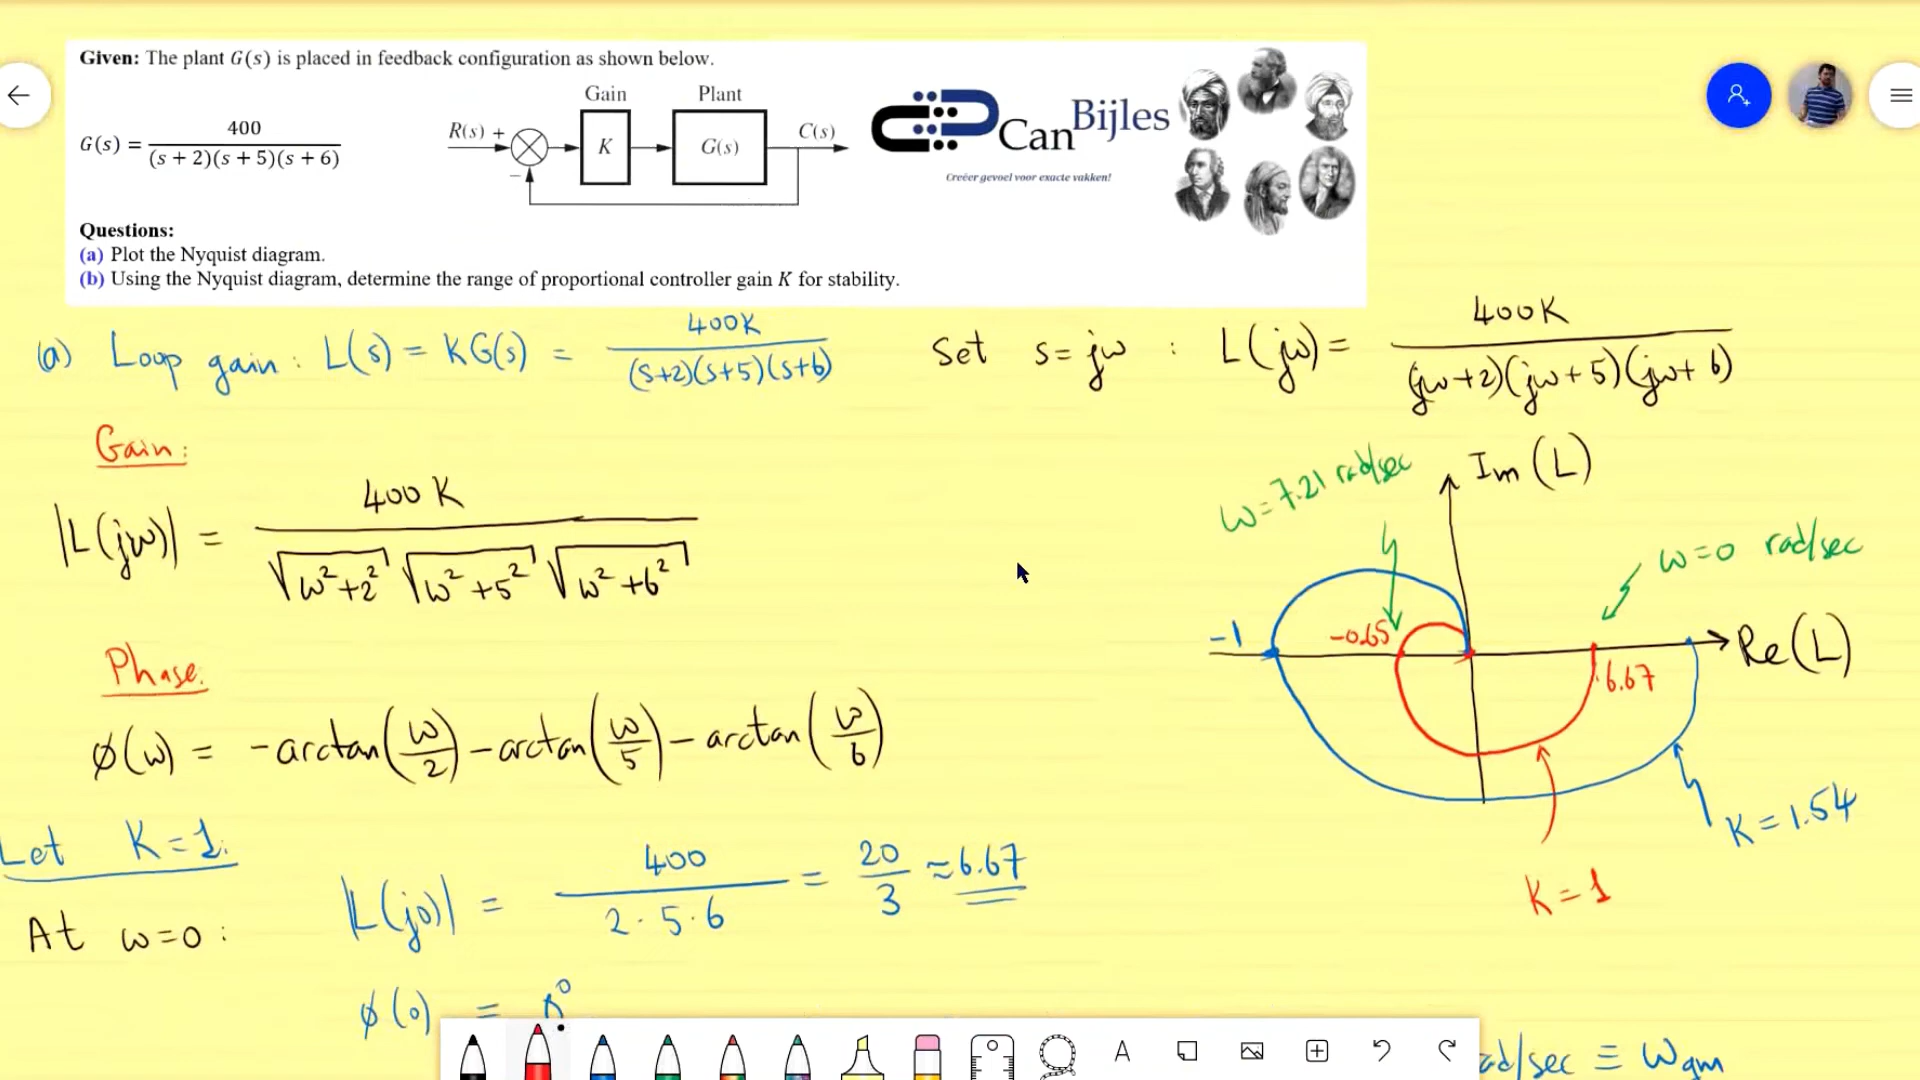 Given: The plant G(s) is placed in feedback configuration as shown below.
G(s) = 400 / (s + 2)(s + 5)(s + 6)
Gain
Plant
R(s) +
−
K
G(s)
C(s)
CanBijles
Creëer gevoel voor exacte vakken!
Questions:
(a) Plot the Nyquist diagram.
(b) Using the Nyquist diagram, determine the range of proportional controller gain K for stability.
(a) Loop gain : L(s) = KG(s) = 400K / (s+2)(s+5)(s+6)
Set s=jω : L(jω) = 400K / (jω+2)(jω+5)(jω+6)
Gain:
|L(jω)| = 400 K / √(ω²+2²) √(ω²+5²) √(ω²+6²)
Phase:
ϕ(ω) = -arctan(ω/2) - arctan(ω/5) - arctan(ω/6)
Im(L)
ω=7.21 rad/sec
ω=0 rad/sec
-1
-0.65
Re(L)
6.67
K=1.54
K=1
Let K=1.
At ω=0 :
|L(j0)| = 400 / 2·5·6 = 20/3 ≈6.67
ϕ(0) = 0°
rad/sec ≡ ωgm
A